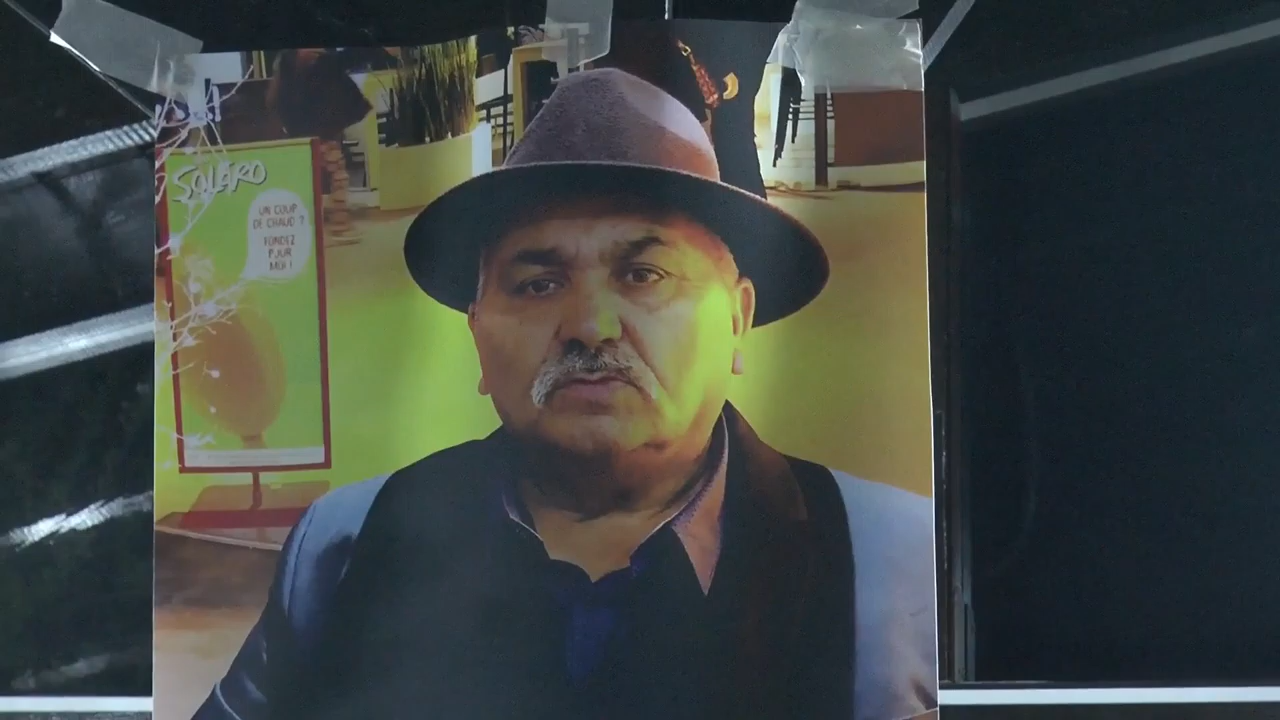 SOLERO
UN COUP
DE CHAUD ?
FONDEZ
POUR
MOI !